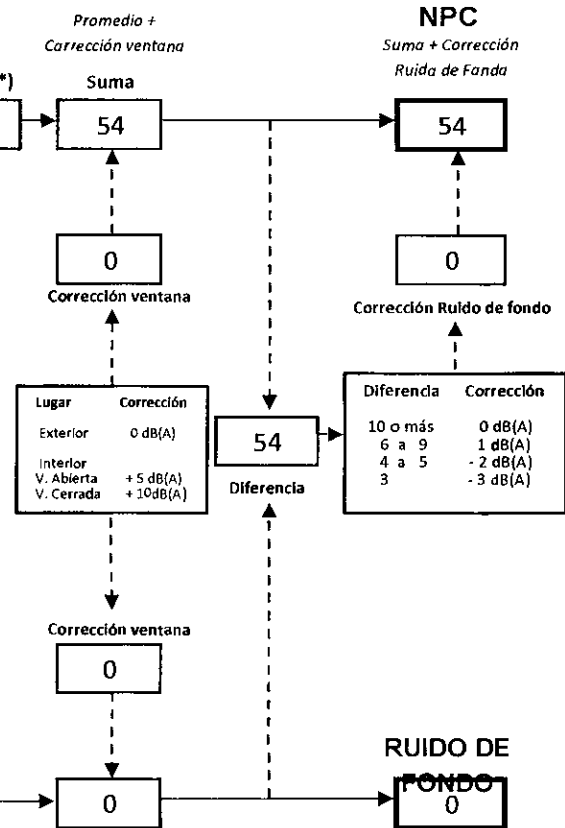 Promedio +
Carrección ventana
Suma
*)
54
NPC
Suma + Corrección
Ruida de Fanda
54
0
Corrección ventana
0
Corrección Ruido de fondo
Lugar Corrección
Exterior 0 dB(A)
Interior
V. Abierta + 5 dB(A)
V. Cerrada + 10dB(A)
54
Diferencia
Diferencia Corrección
10 o más 0 dB(A)
6 a 9 1 dB(A)
4 a 5 - 2 dB(A)
3 - 3 dB(A)
Corrección ventana
0
0
RUIDO DE
FONDO
0